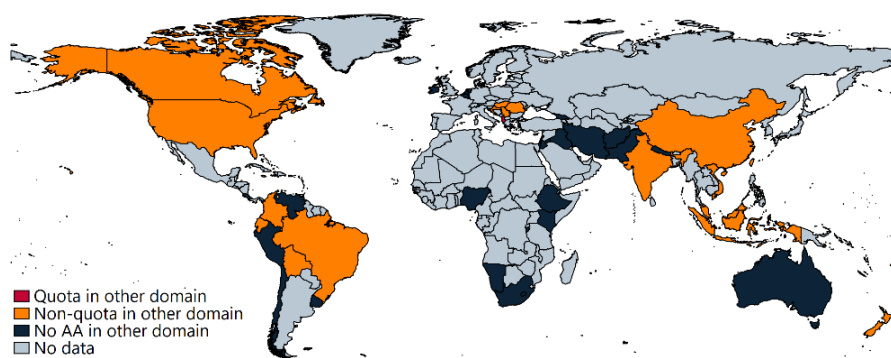 Quota in other domain
Non-quota in other domain
No AA in other domain
No data